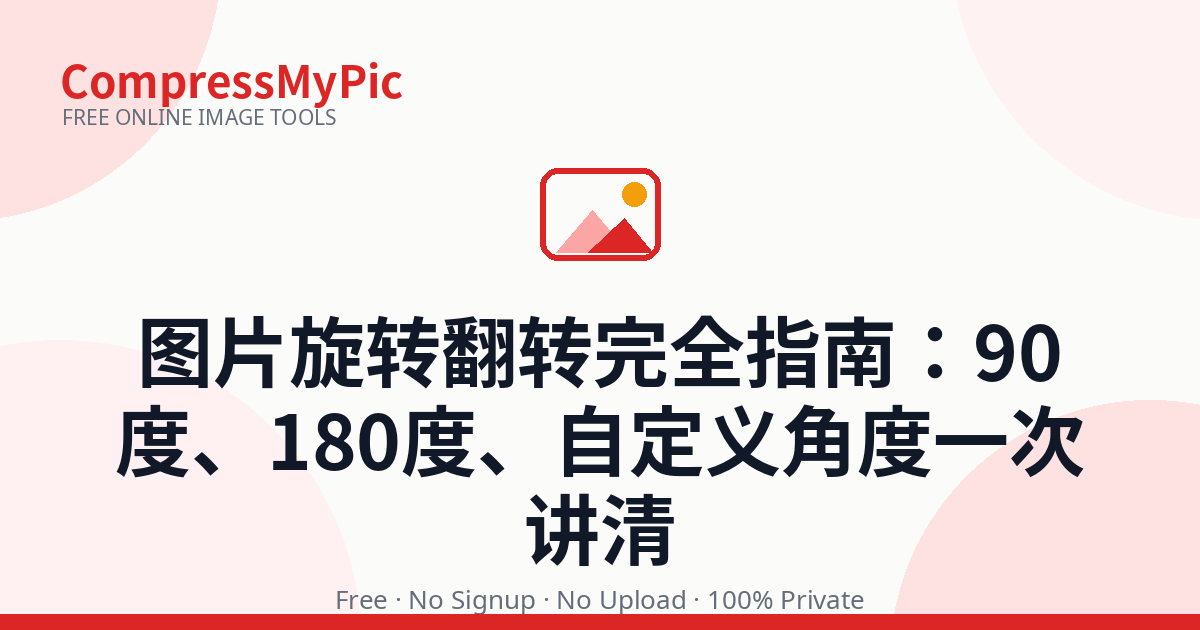 CompressMyPic
FREE ONLINE IMAGE TOOLS
图片旋转翻转完全指南：90
度、180度、自定义角度一次
讲清
Free · No Signup · No Upload · 100% Private